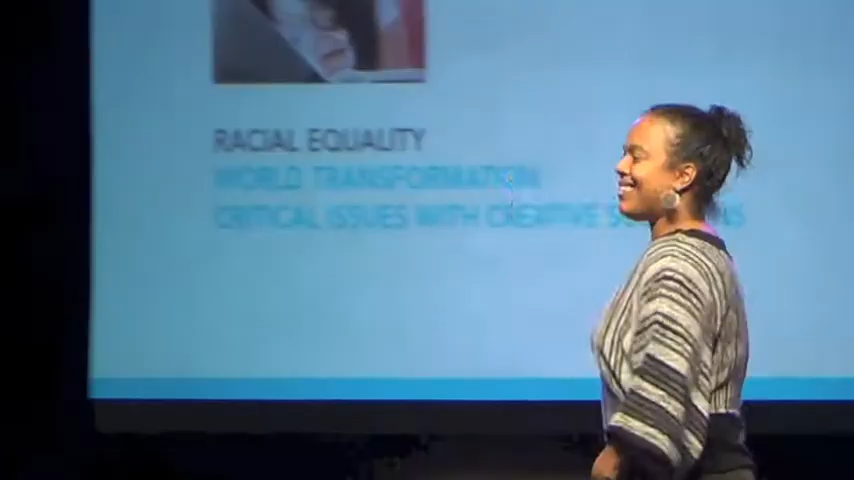 RACIAL EQUALITY
WORLD TRANSFORMATION
CRITICAL ISSUES WITH CREATIVE